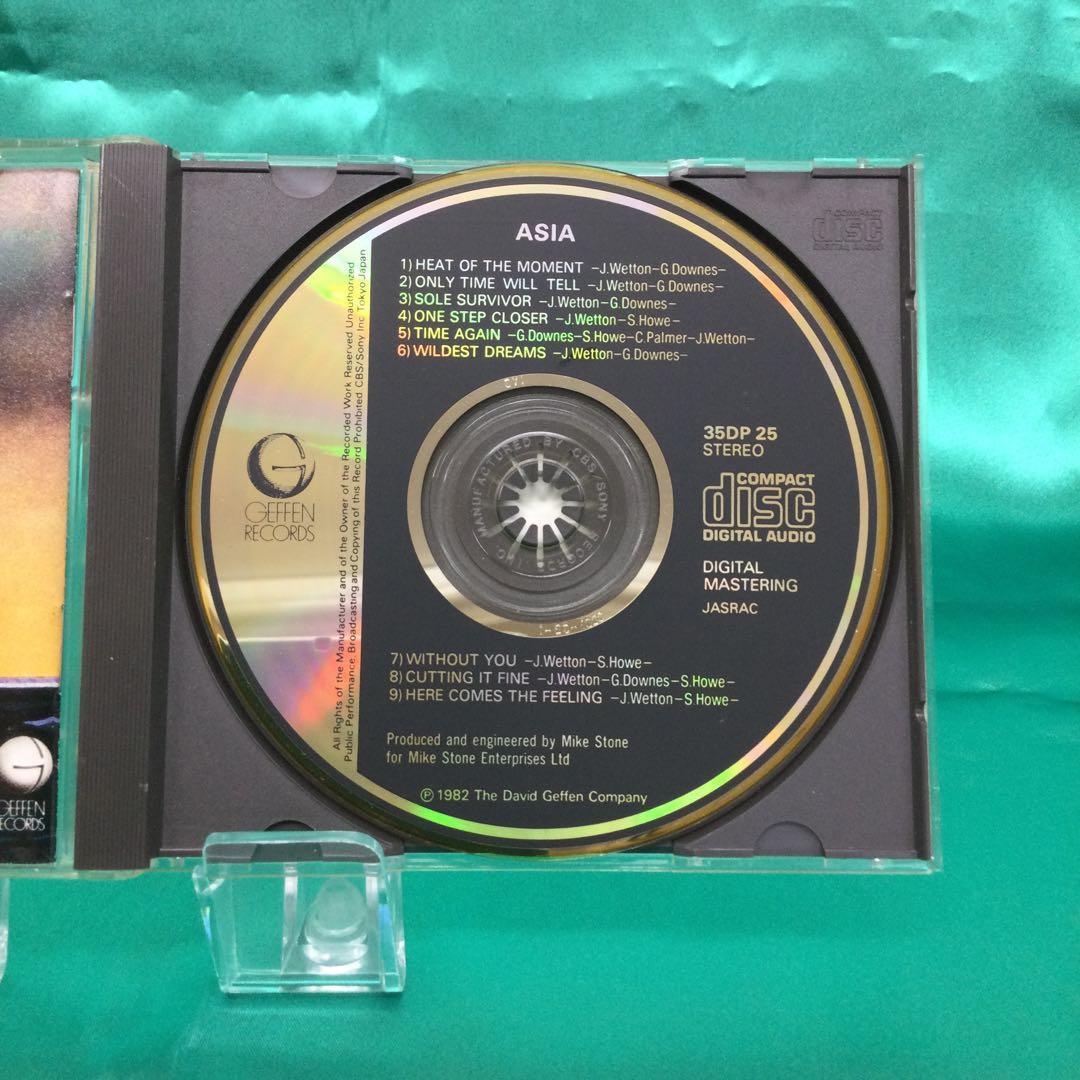 ASIA
1) HEAT OF THE MOMENT –J.Wetton–G.Downes–
2) ONLY TIME WILL TELL –J.Wetton–G.Downes–
3) SOLE SURVIVOR –J.Wetton–G.Downes–
4) ONE STEP CLOSER –J.Wetton–S.Howe–
5) TIME AGAIN –G.Downes–S.Howe–C.Palmer–J.Wetton–
6) WILDEST DREAMS –J.Wetton–G.Downes–
All Rights of the Manufacturer and of the Owner of the Recorded Work Reserved Unauthorized
Public Performance Broadcasting and Copying of this Record Prohibited CBS/Sony Inc Tokyo Japan
GEFFEN
RECORDS
MANUFACTURED BY CBS/SONY RECORDS INC.
35DP 25
STEREO
COMPACT
disc
DIGITAL AUDIO
DIGITAL
MASTERING
JASRAC
7) WITHOUT YOU –J.Wetton–S.Howe–
8) CUTTING IT FINE –J.Wetton–G.Downes–S.Howe–
9) HERE COMES THE FEELING –J.Wetton–S.Howe–
Produced and engineered by Mike Stone
for Mike Stone Enterprises Ltd
Ⓟ 1982 The David Geffen Company
COMPACT
disc
DIGITAL AUDIO
GEFFEN
RECORDS